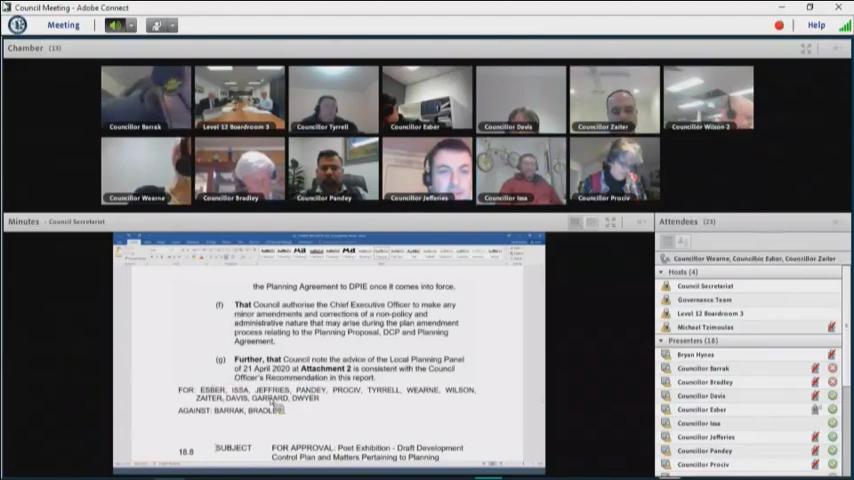 Council Meeting - Adobe Connect
Meeting
Help
Chamber (13)
Councillor Barrak
Level 12 Boardroom 3
Councillor Tyrrell
Councillor Esber
Councillor Davis
Councillor Zaiter
Councillor Wilson 2
Councillor Wearne
Councillor Bradley
Councillor Pandey
Councillor Jefferies
Councillor Issa
Councillor Prociv
Minutes - Council Secretariat
the Planning Agreement to DPIE once it comes into force.
(f) That Council authorise the Chief Executive Officer to make any
minor amendments and corrections of a non-policy and
administrative nature that may arise during the plan amendment
process relating to the Planning Proposal, DCP and Planning
Agreement.
(g) Further, that Council note the advice of the Local Planning Panel
of 21 April 2020 at Attachment 2 is consistent with the Council
Officer's Recommendation in this report.
FOR ESBER, ISSA, JEFFRIES, PANDEY, PROCIV, TYRELL, WEARNE, WILSON,
ZAITER, DAVIS, GARRARD, DWYER
AGAINST: BARRAK, BRADLEY
18.8 SUBJECT FOR APPROVAL: Post Exhibition - Draft Development
Control Plan and Matters Pertaining to Planning
Attendees (23)
Councillor Wearne, Councillor Esber, Councillor Zaiter
Hosts (4)
Council Secretariat
Governance Team
Level 12 Boardroom 3
Michael Tzimoulas
Presenters (18)
Bryan Hynes
Councillor Barrak
Councillor Bradley
Councillor Davis
Councillor Esber
Councillor Issa
Councillor Jefferies
Councillor Pandey
Councillor Prociv